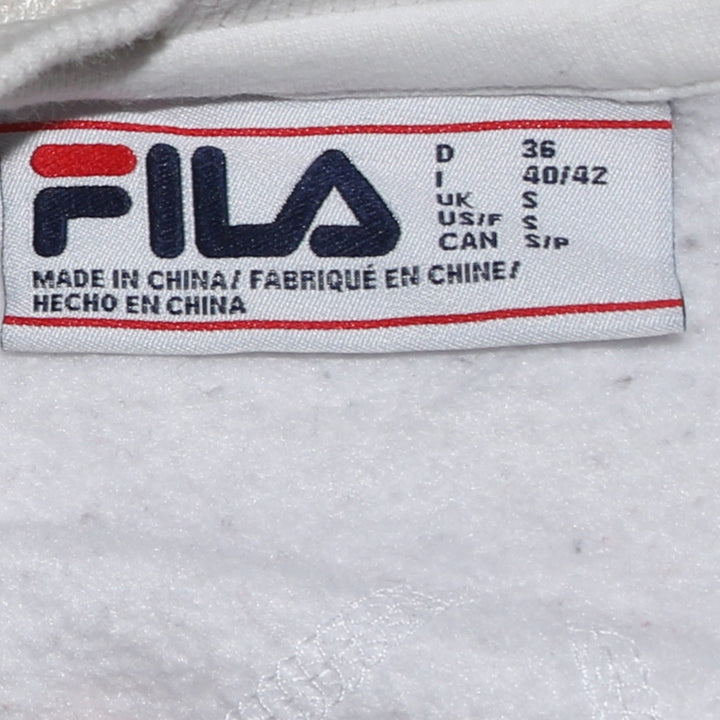 FILA
D 36
I 40/42
UK S
US/F S
CAN S/P
MADE IN CHINA/ FABRIQUÉ EN CHINE/
HECHO EN CHINA